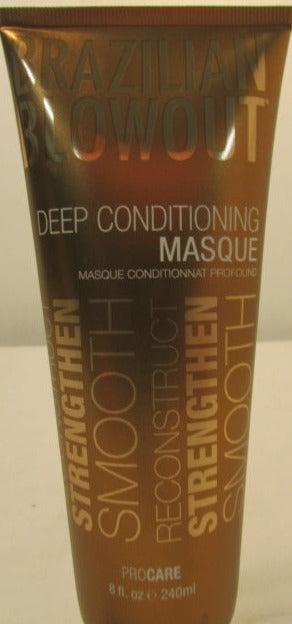 BRAZILIAN
BLOWOUT
DEEP CONDITIONING
MASQUE
MASQUE CONDITIONNAT PROFOUND
STRENGTHEN
SMOOTH
RECONSTRUCT
STRENGTHEN
SMOOTH
PROCARE
8 fl. oz 240ml